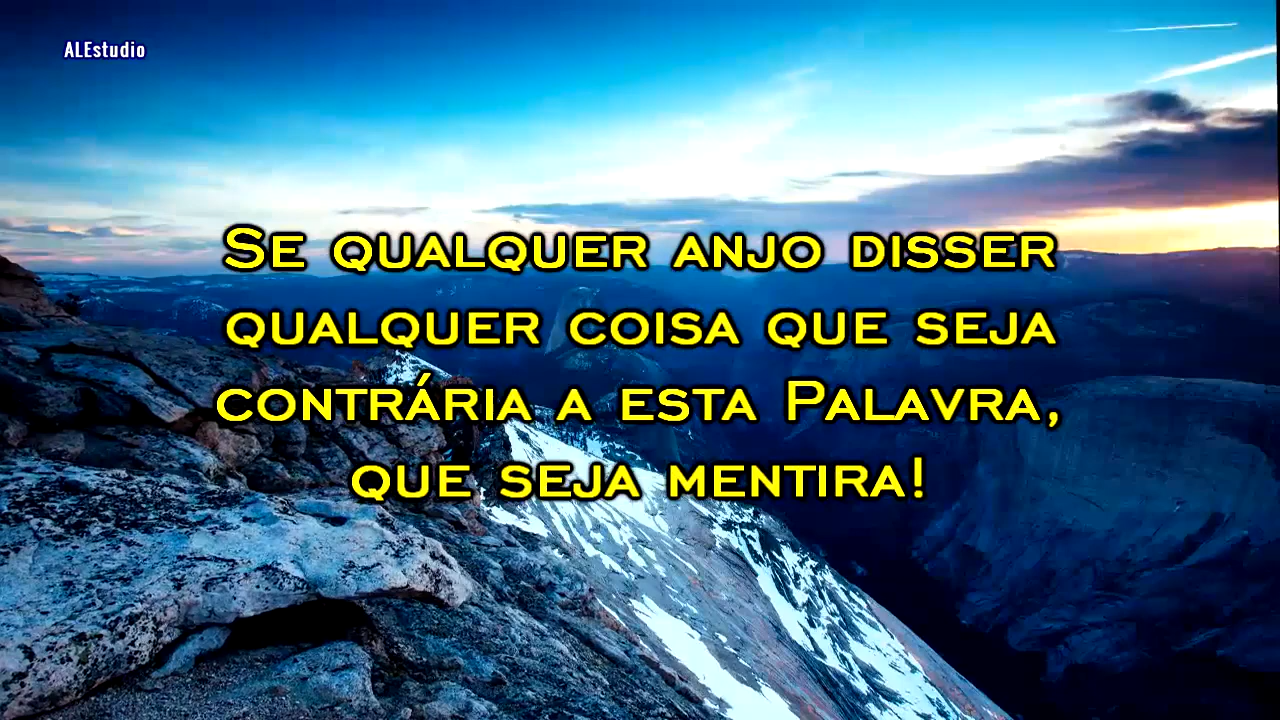 ALEstudio
Se qualquer anjo disser
qualquer coisa que seja
contrária a esta Palavra,
que seja mentira!